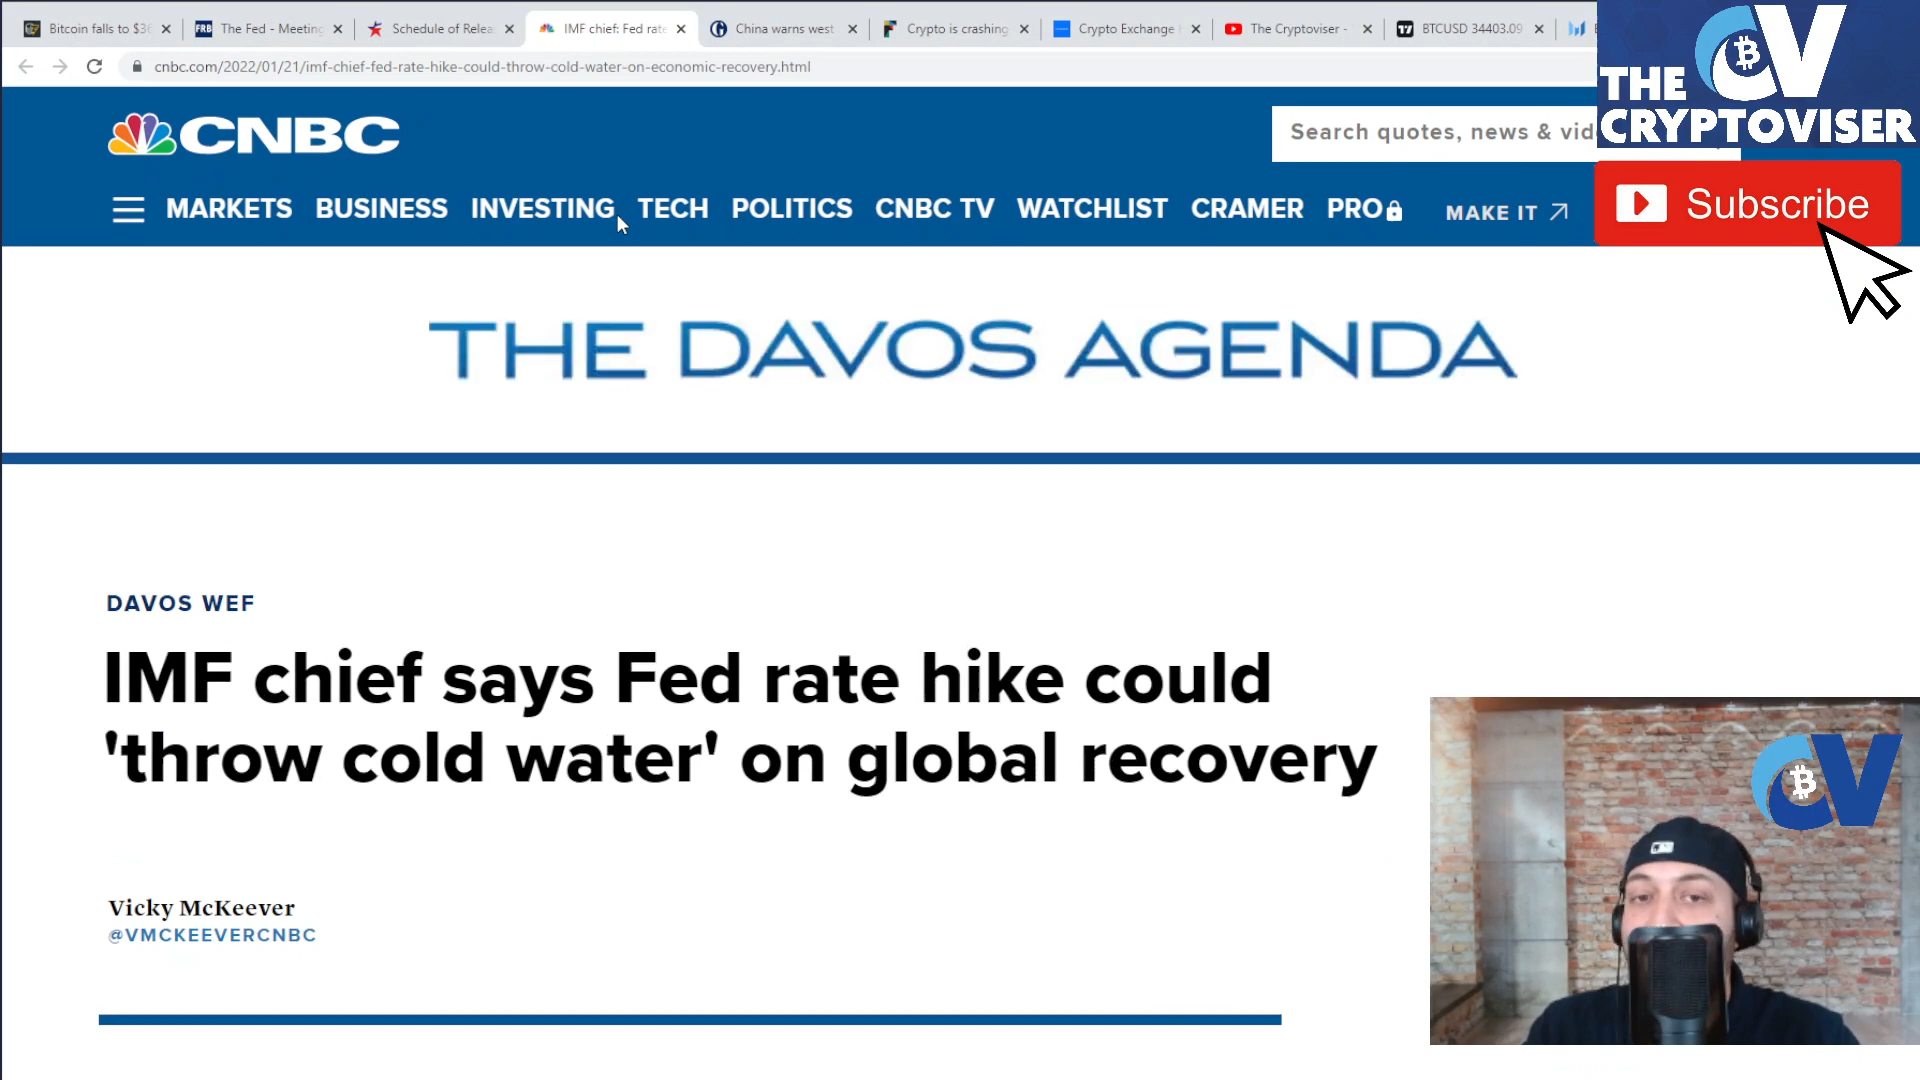 Bitcoin falls to $36
FRB The Fed - Meeting
Schedule of Relea
IMF chief: Fed rate
China warns west
Crypto is crashing
Crypto Exchange
The Cryptoviser -
BTCUSD 34403.09
cnbc.com/2022/01/21/imf-chief-fed-rate-hike-could-throw-cold-water-on-economic-recovery.html
THE CV
CRYPTOVISER
CNBC
Search quotes, news & vid
MARKETS BUSINESS INVESTING TECH POLITICS CNBC TV WATCHLIST CRAMER PRO MAKE IT
Subscribe
THE DAVOS AGENDA
DAVOS WEF
IMF chief says Fed rate hike could
'throw cold water' on global recovery
CV
Vicky McKeever
@VMCKEEVERCNBC